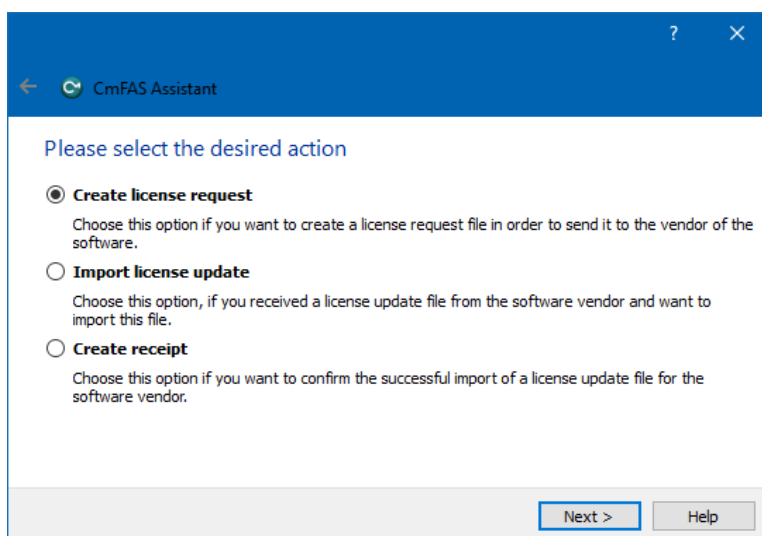 ?
CmFAS Assistant
Please select the desired action
Create license request
Choose this option if you want to create a license request file in order to send it to the vendor of the
software.
Import license update
Choose this option, if you received a license update file from the software vendor and want to
import this file.
Create receipt
Choose this option if you want to confirm the successful import of a license update file for the
software vendor.
Next >
Help